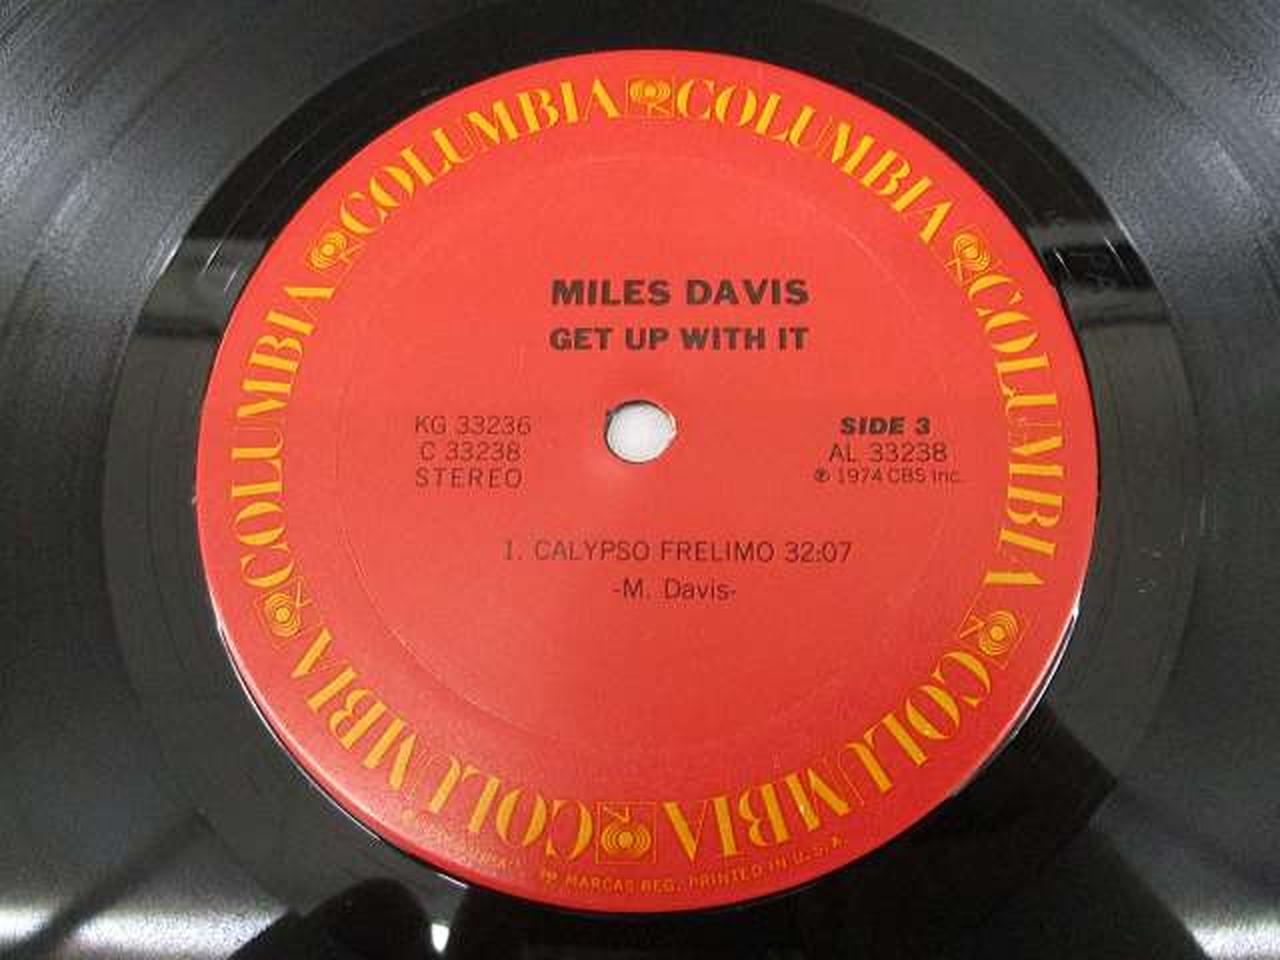 COLUMBIA COLUMBIA COLUMBIA COLUMBIA COLUMBIA COLUMBIA
MILES DAVIS
GET UP WITH IT
KG 33236
C 33238
STEREO
SIDE 3
AL 33238
℗ 1974 CBS Inc.
1. CALYPSO FRELIMO 32:07
-M. Davis-
MARCAS REG. PRINTED IN U.S.A.